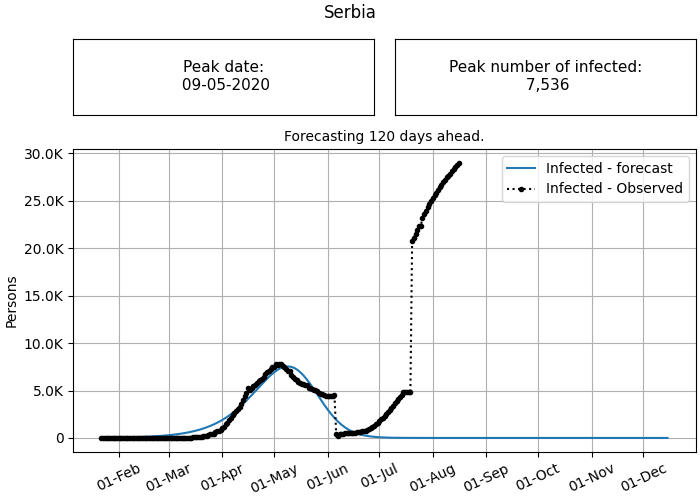 Serbia
Peak date:
09-05-2020
Peak number of infected:
7,536
Forecasting 120 days ahead.
30.0K
25.0K
20.0K
15.0K
10.0K
5.0K
0
Persons
Infected - forecast
Infected - Observed
01-Feb
01-Mar
01-Apr
01-May
01-Jun
01-Jul
01-Aug
01-Sep
01-Oct
01-Nov
01-Dec